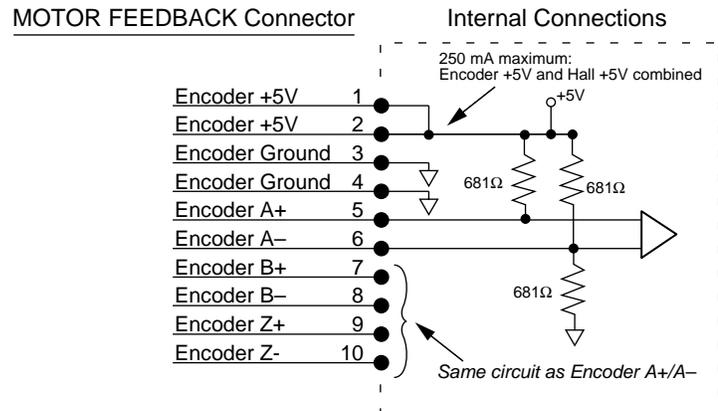 MOTOR FEEDBACK Connector
Internal Connections
250 mA maximum:
Encoder +5V and Hall +5V combined
+5V
Encoder +5V 1
Encoder +5V 2
Encoder Ground 3
Encoder Ground 4
681Ω
681Ω
Encoder A+ 5
Encoder A– 6
Encoder B+ 7
681Ω
Encoder B– 8
Encoder Z+ 9
Encoder Z- 10
Same circuit as Encoder A+/A–